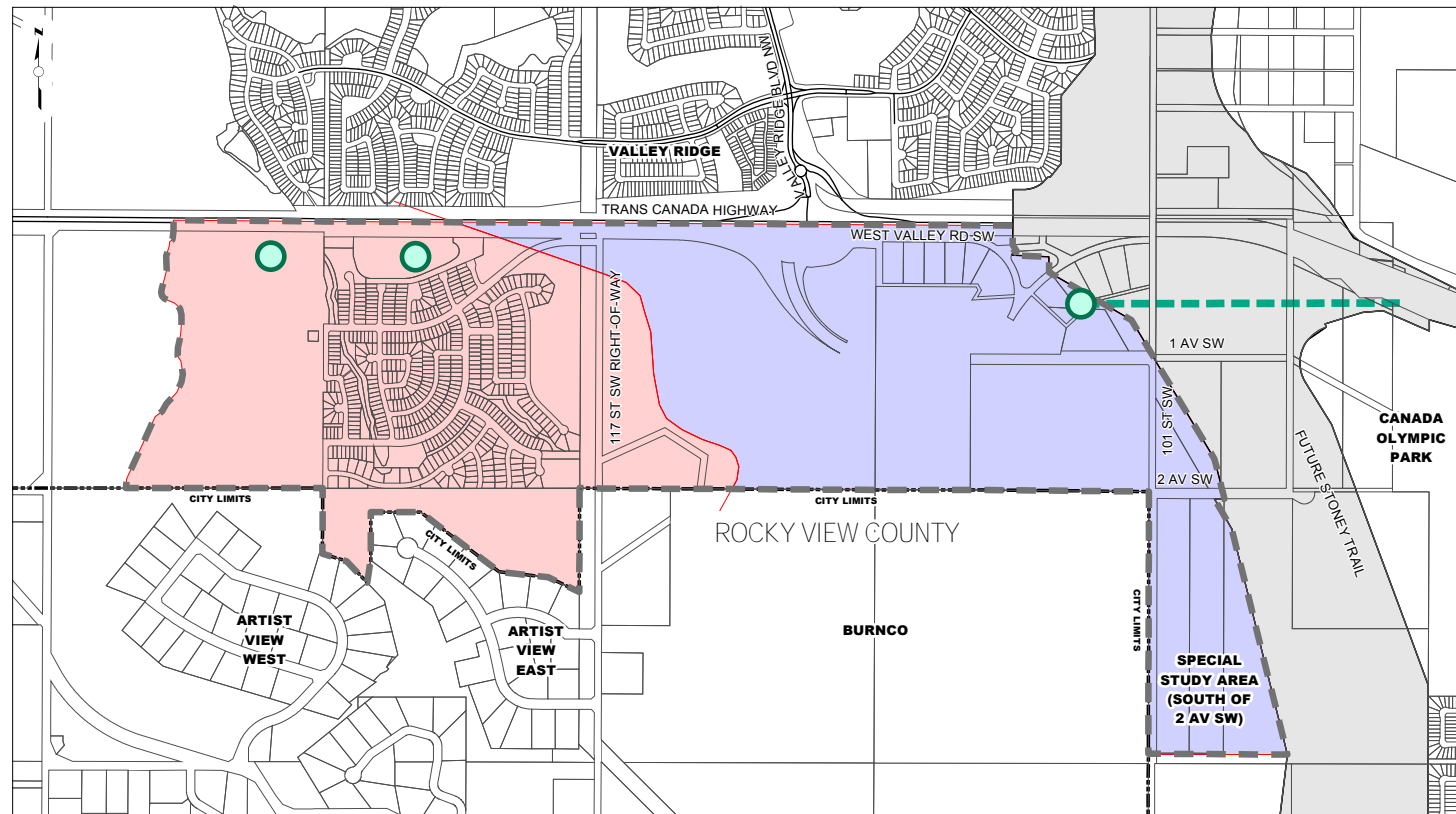 N
VALLEY RIDGE BLVD NW
VALLEY RIDGE
TRANS CANADA HIGHWAY
WEST VALLEY RD SW
117 ST SW RIGHT-OF-WAY
1 AV SW
101 ST SW
2 AV SW
CANADA
OLYMPIC
PARK
FUTURE STONEY TRAIL
CITY LIMITS
CITY LIMITS
CITY LIMITS
ROCKY VIEW COUNTY
CITY LIMITS
ARTIST
VIEW
WEST
ARTIST
VIEW
EAST
BURNCO
SPECIAL
STUDY AREA
(SOUTH OF
2 AV SW)